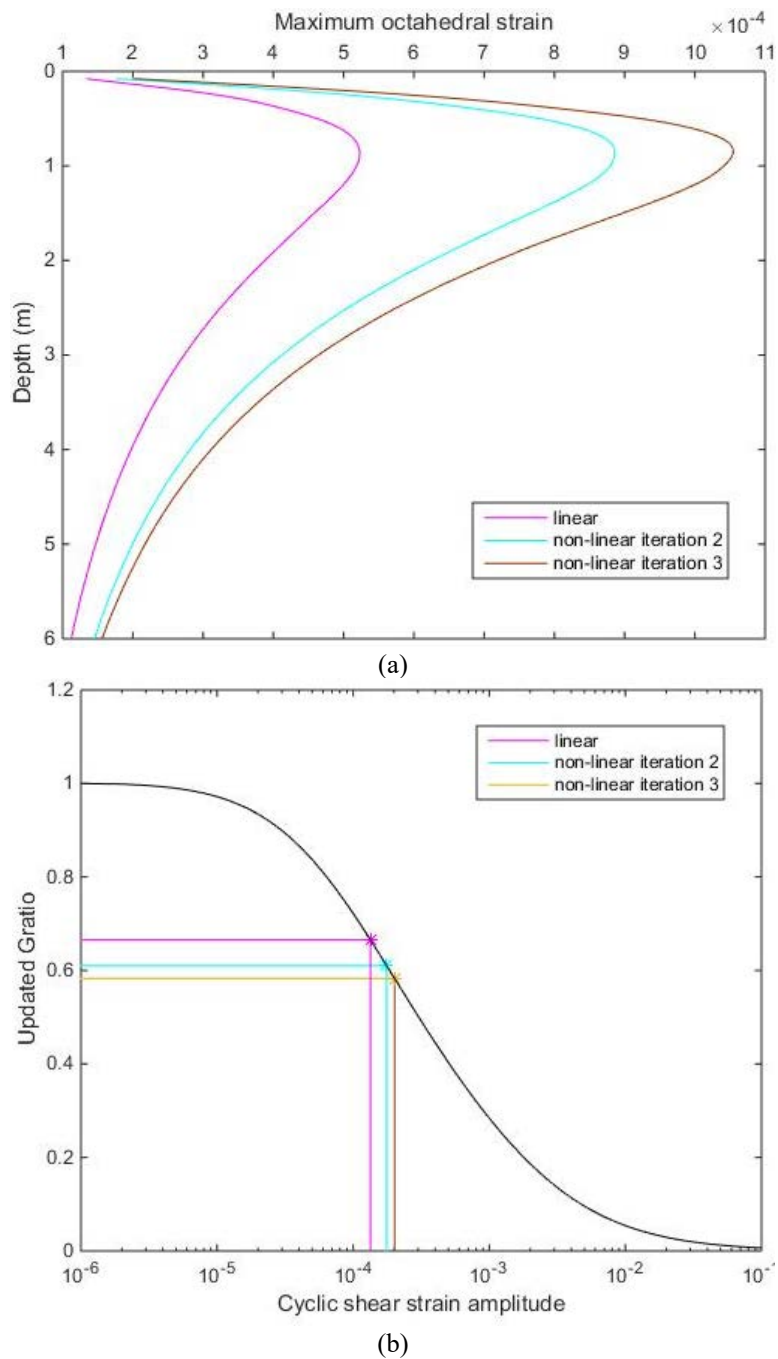 Maximum octahedral strain
×10-4
1 2 3 4 5 6 7 8 9 10 11
0
1
2
3
4
5
6
Depth (m)
linear
non-linear iteration 2
non-linear iteration 3
(a)
1.2
1
0.8
0.6
0.4
0.2
0
Updated Gratio
linear
non-linear iteration 2
non-linear iteration 3
10-6 10-5 10-4 10-3 10-2 10-1
Cyclic shear strain amplitude
(b)